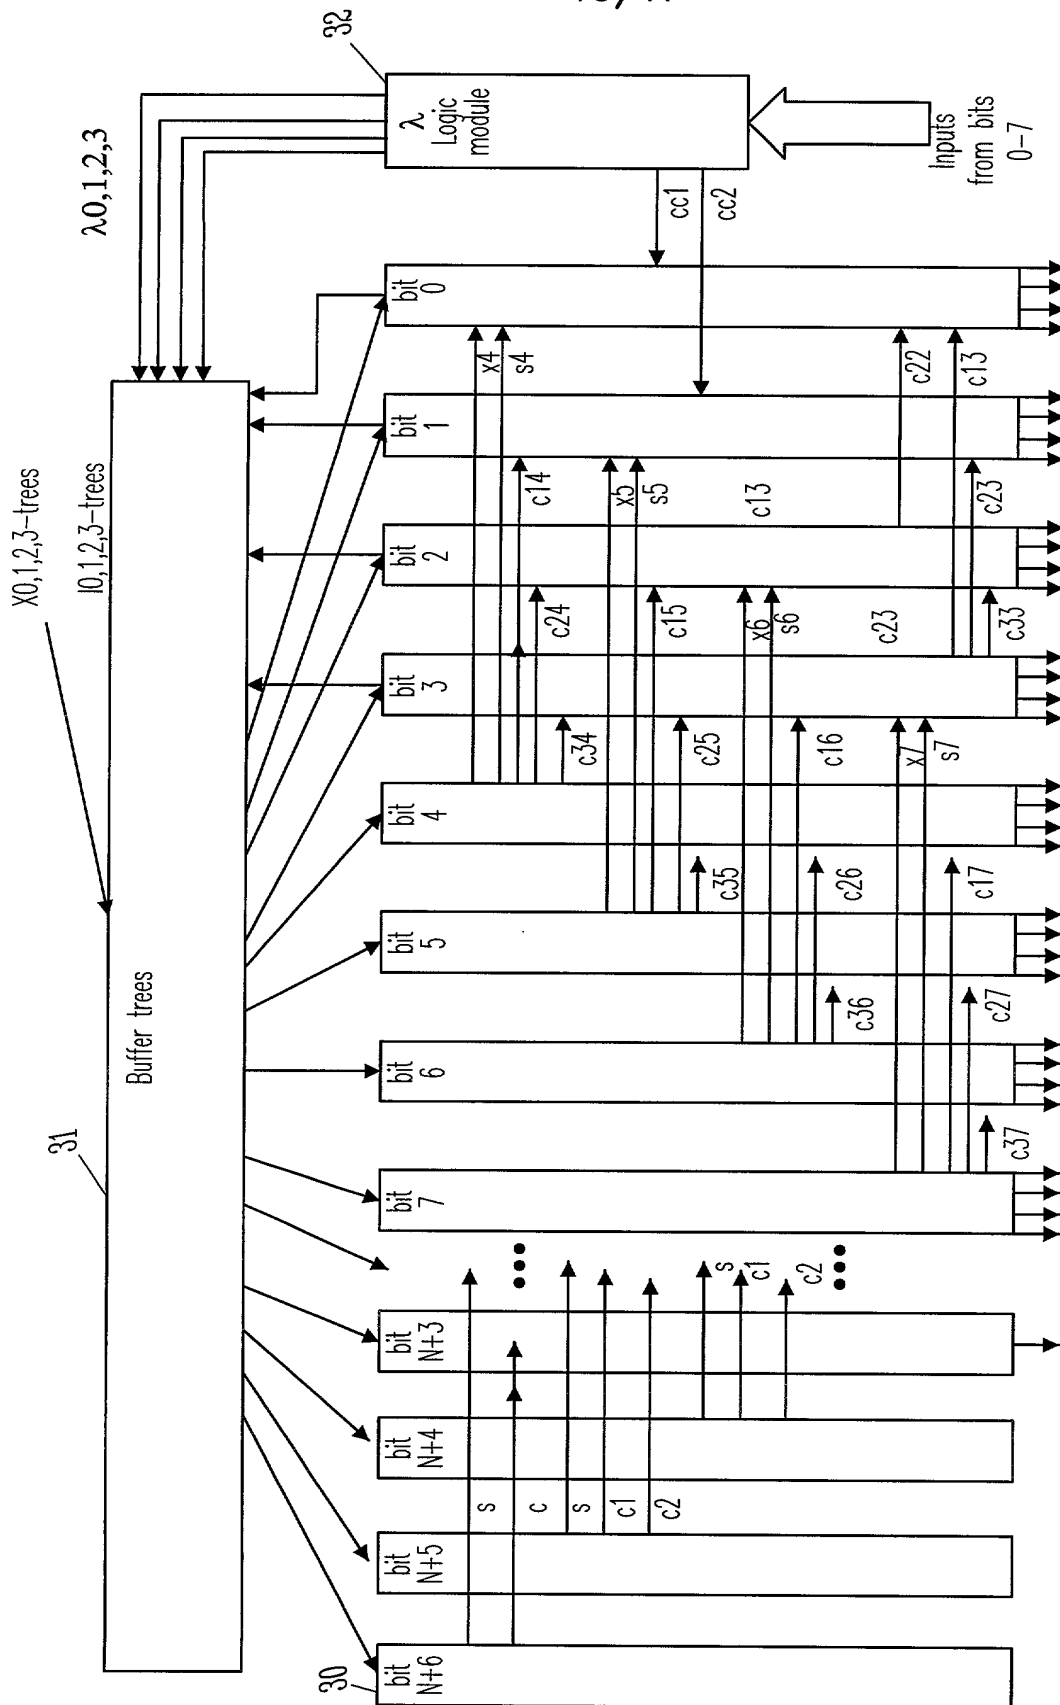 X0,1,2,3-trees
I0,1,2,3-trees
λ0,1,2,3
32
31
Buffer trees
λ
Logic
module
Inputs
from bits
0-7
cc1
cc2
30
bit
N+6
bit
N+5
bit
N+4
bit
N+3
bit
7
bit
6
bit
5
bit
4
bit
3
bit
2
bit
1
bit
0
s
c
s
c1
c2
s
c1
c2
x4
s4
c14
c24
c34
x5
s5
c15
c25
c35
c13
x6
s6
c16
c26
c36
c23
x7
s7
c17
c27
c37
c22
c13
c23
c33